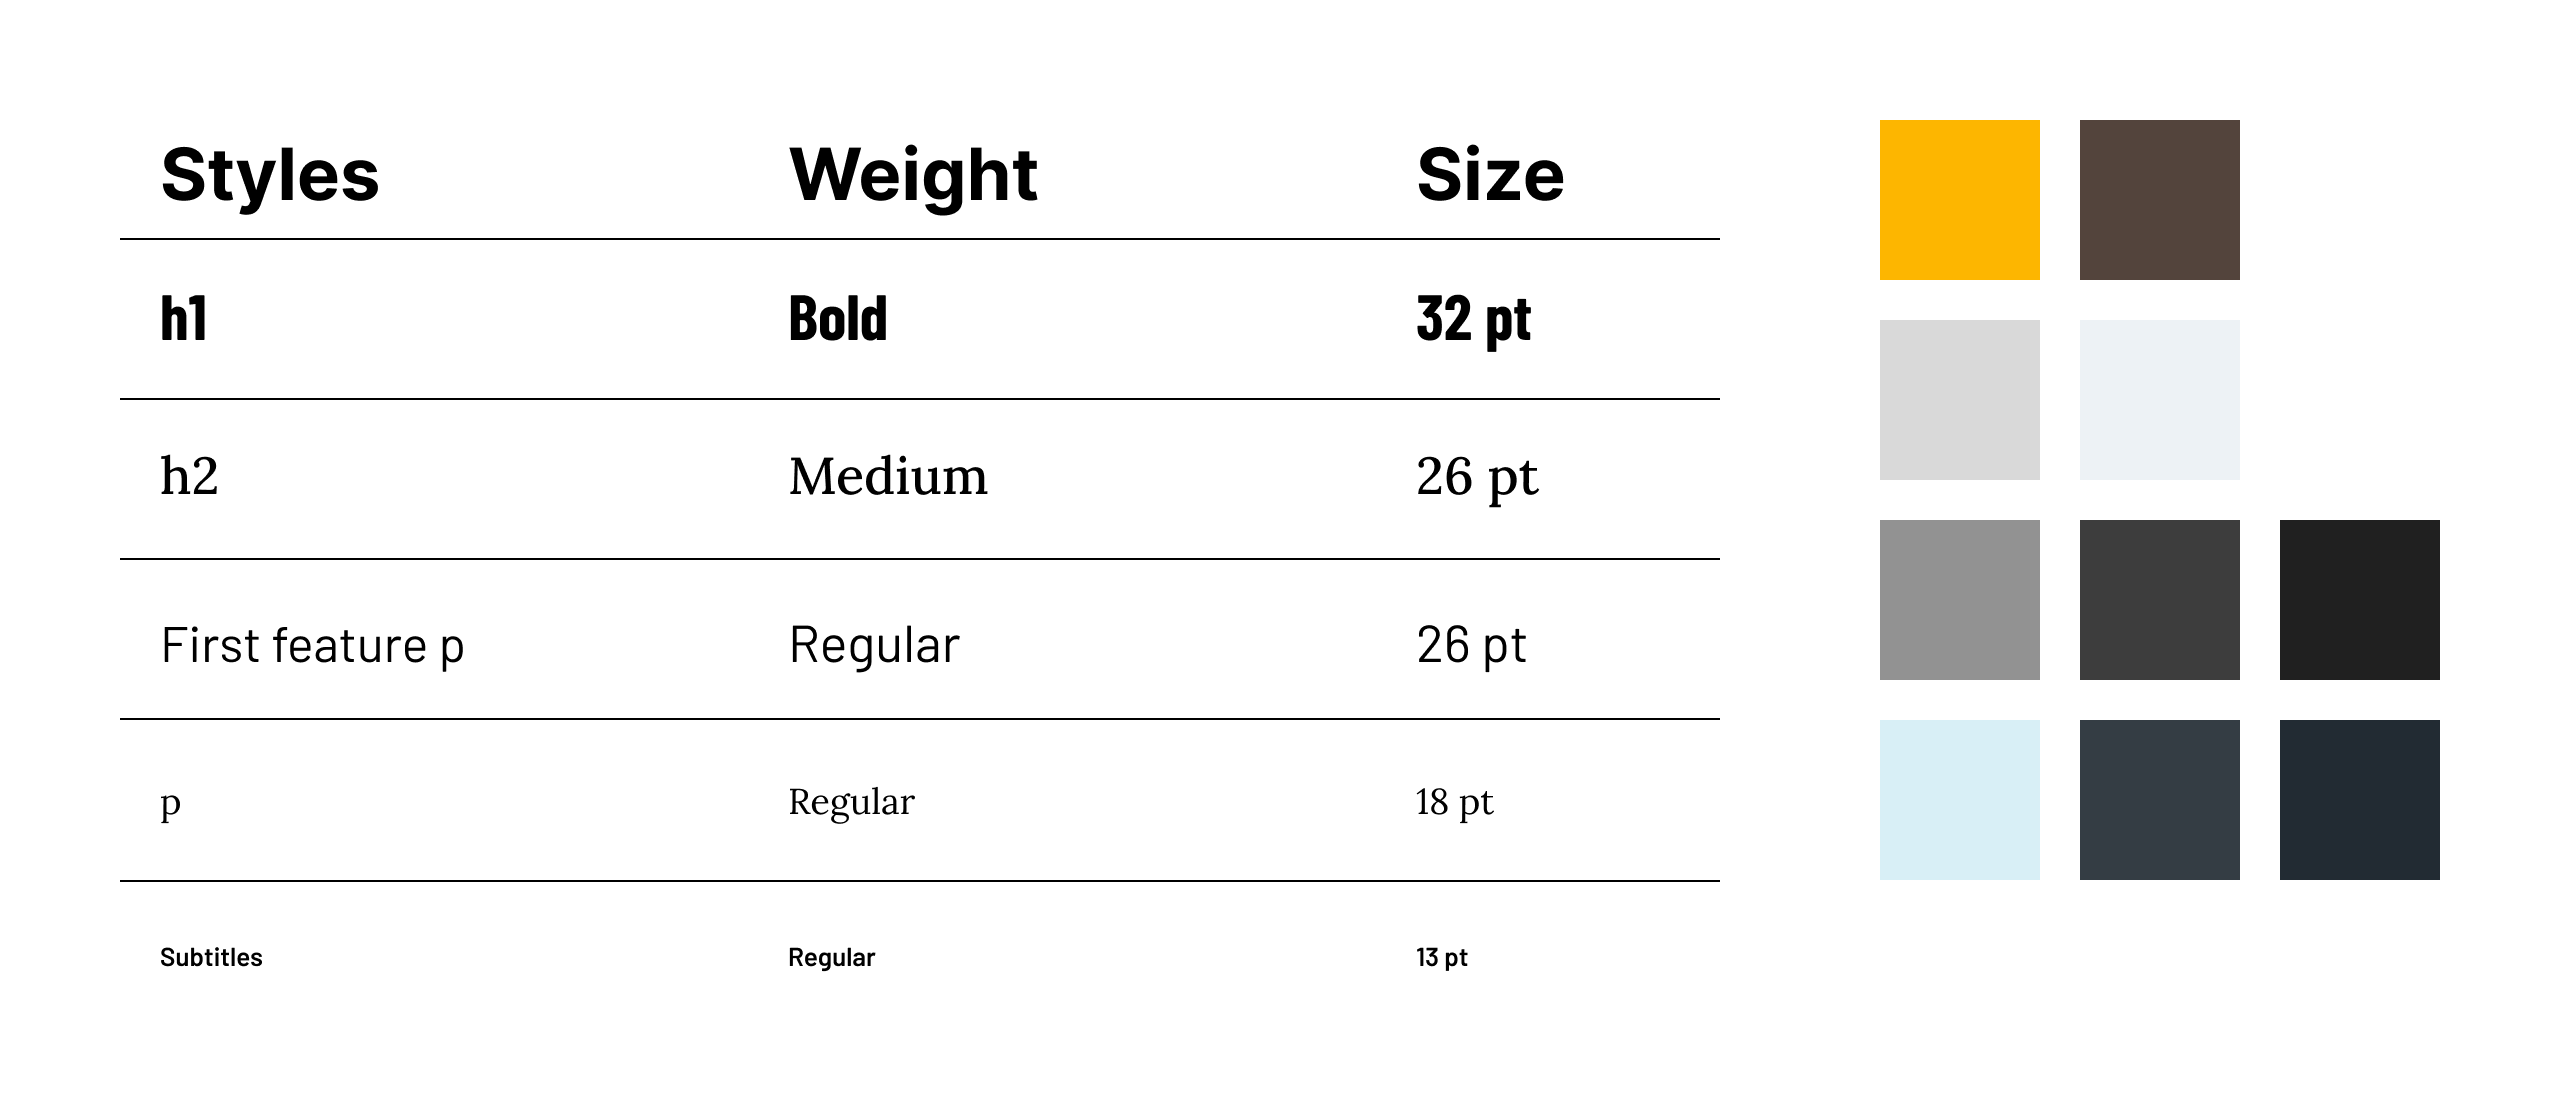 Styles Weight Size
h1 Bold 32 pt
h2 Medium 26 pt
First feature p Regular 26 pt
p Regular 18 pt
Subtitles Regular 13 pt